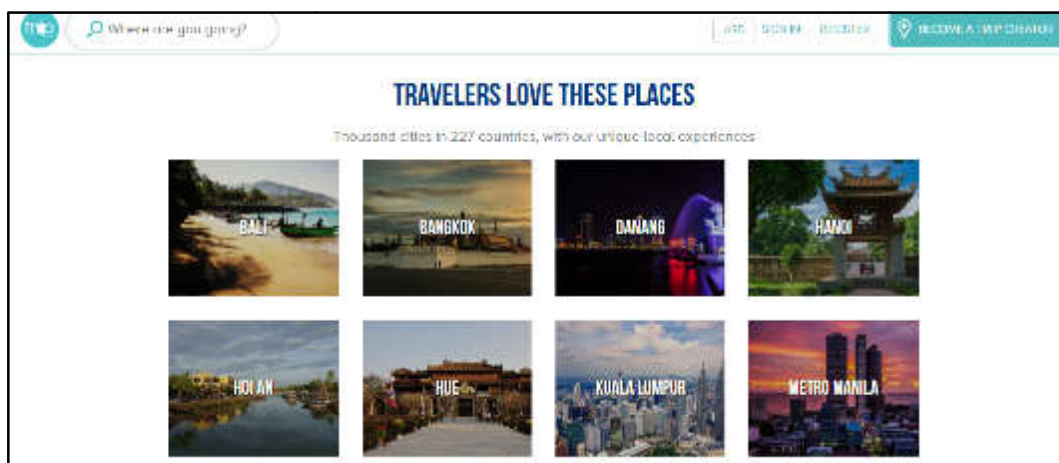 Where are you going?
USD SIGN IN REGISTER BECOME A TRIP CREATOR
TRAVELERS LOVE THESE PLACES
Thousand cities in 227 countries, with our unique local experiences
BALI BANGKOK DANANG HANOI
HOI AN HUE KUALA LUMPUR METRO MANILA